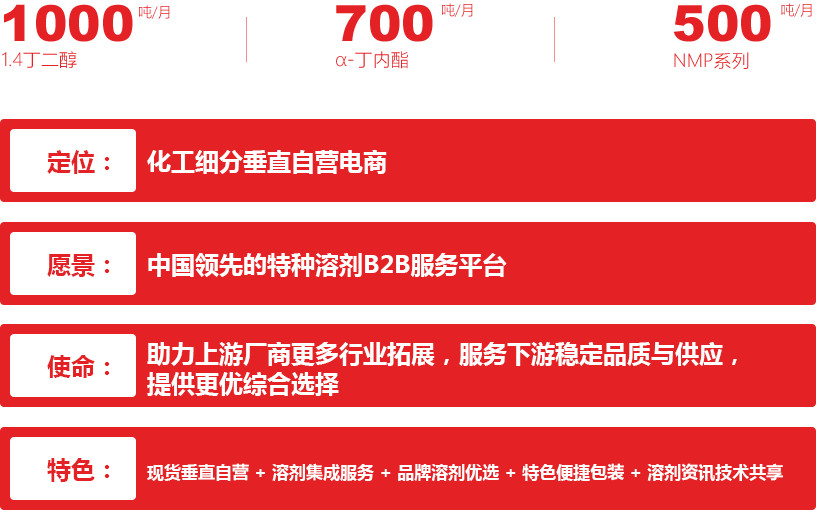 1000 吨/月
1.4丁二醇
700 吨/月
α-丁内酯
500 吨/月
NMP系列
定位：
化工细分垂直自营电商
愿景：
中国领先的特种溶剂B2B服务平台
使命：
助力上游厂商更多行业拓展，服务下游稳定品质与供应，
提供更优综合选择
特色：
现货垂直自营 + 溶剂集成服务 + 品牌溶剂优选 + 特色便捷包装 + 溶剂资讯技术共享